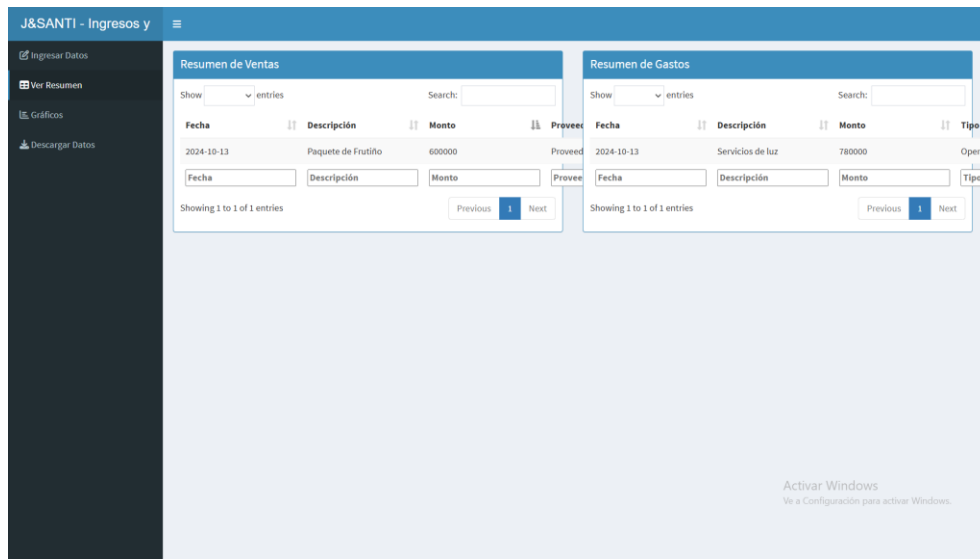 J&SANTI - Ingresos y
Ingresar Datos
Ver Resumen
Gráficos
Descargar Datos
Resumen de Ventas
Show entries Search:
Fecha Descripción Monto Proveed
2024-10-13 Paquete de Frutiño 600000 Proveed
Fecha Descripción Monto Provee
Showing 1 to 1 of 1 entries Previous 1 Next
Resumen de Gastos
Show entries Search:
Fecha Descripción Monto Tipo
2024-10-13 Servicios de luz 780000 Oper
Fecha Descripción Monto Tipo
Showing 1 to 1 of 1 entries Previous 1 Next
Activar Windows
Ve a Configuración para activar Windows.